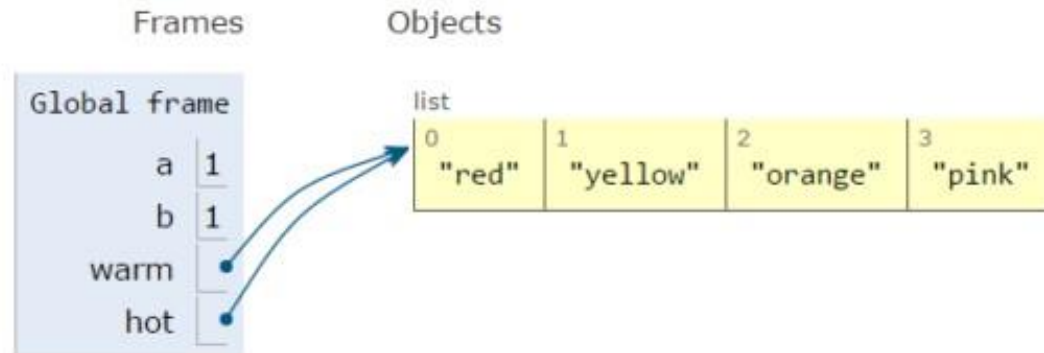 Frames Objects
Global frame
list
0 1 2 3
"red" "yellow" "orange" "pink"
a 1
b 1
warm
hot